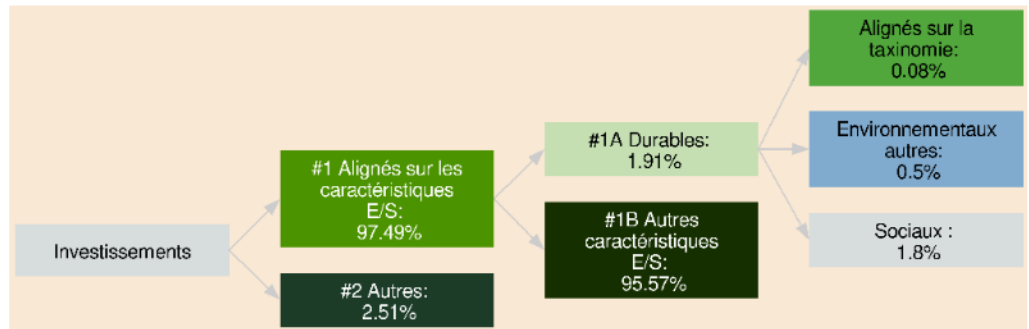 Investissements
#1 Alignés sur les
caractéristiques
E/S:
97.49%
#2 Autres:
2.51%
#1A Durables:
1.91%
#1B Autres
caractéristiques
E/S:
95.57%
Alignés sur la
taxinomie:
0.08%
Environnementaux
autres:
0.5%
Sociaux :
1.8%